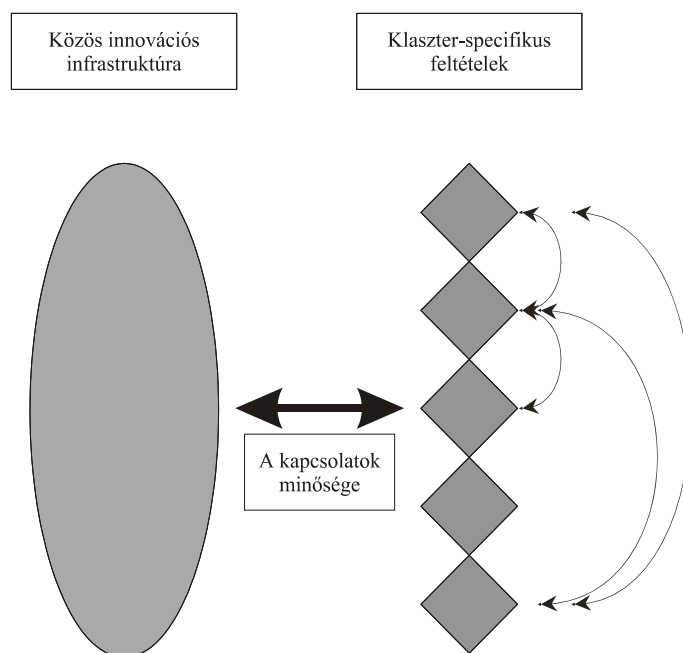 Közös innovációs
infrastruktúra
Klaszter-specifikus
feltételek
A kapcsolatok
minősége